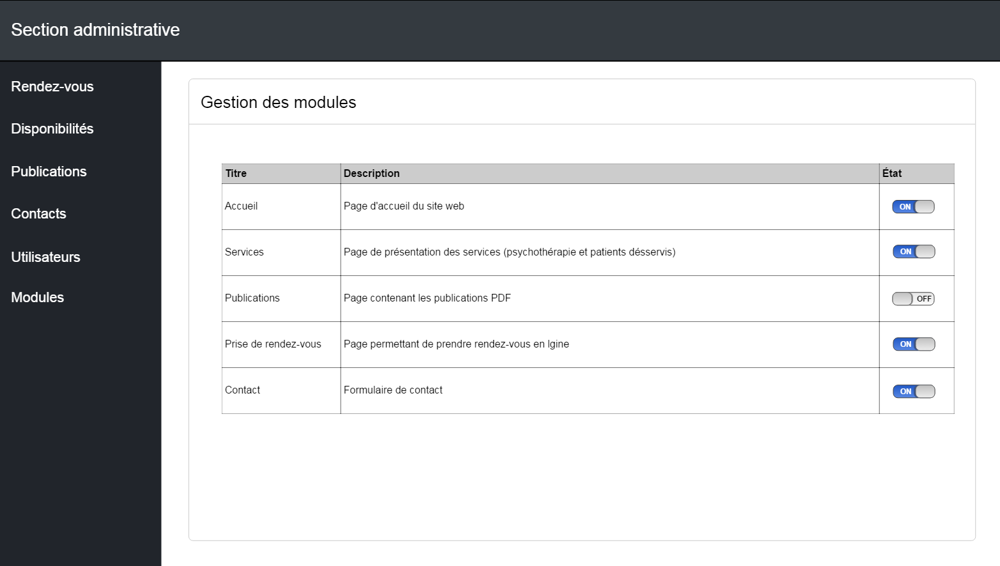 Section administrative
Rendez-vous
Disponibilités
Publications
Contacts
Utilisateurs
Modules
Gestion des modules
Titre Description État
Accueil Page d'accueil du site web ON
Services Page de présentation des services (psychothérapie et patients désservis) ON
Publications Page contenant les publications PDF OFF
Prise de rendez-vous Page permettant de prendre rendez-vous en lgine ON
Contact Formulaire de contact ON